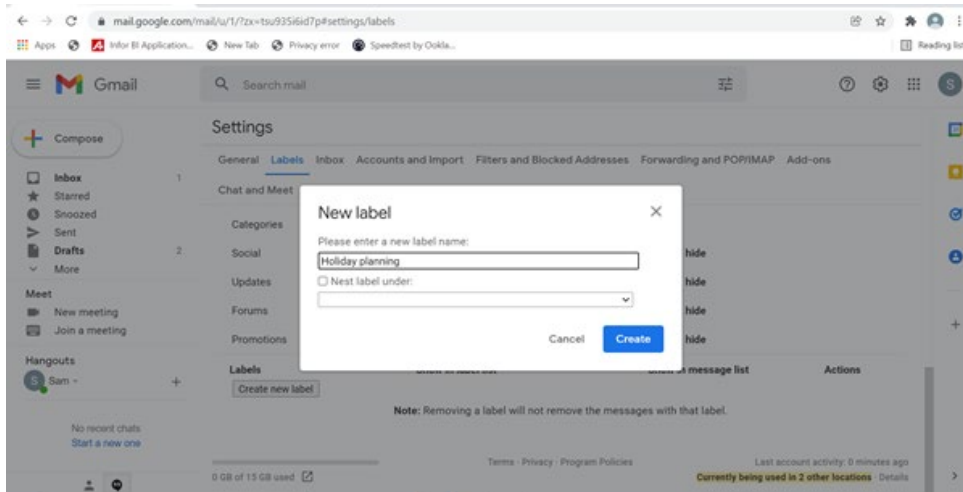 mail.google.com/mail/u/1/?zx=tsu935i6id7p#settings/labels
Apps
Infor BI Application...
New Tab
Privacy error
Speedtest by Ookla...
Reading list
Gmail
Search mail
S
Compose
Settings
General Labels Inbox Accounts and Import Filters and Blocked Addresses Forwarding and POP/IMAP Add-ons
Chat and Meet
Inbox 1
Starred
Snoozed
Sent
Drafts 2
More
Meet
New meeting
Join a meeting
Hangouts
S Sam
No recent chats
Start a new one
Categories
Social hide
Updates hide
Forums hide
Promotions hide
New label
Please enter a new label name:
Holiday planning
Nest label under:
Cancel Create
Labels message list Actions
Create new label
Note: Removing a label will not remove the messages with that label.
0 GB of 15 GB used
Terms · Privacy · Program Policies
Last account activity: 0 minutes ago
Currently being used in 2 other locations · Details